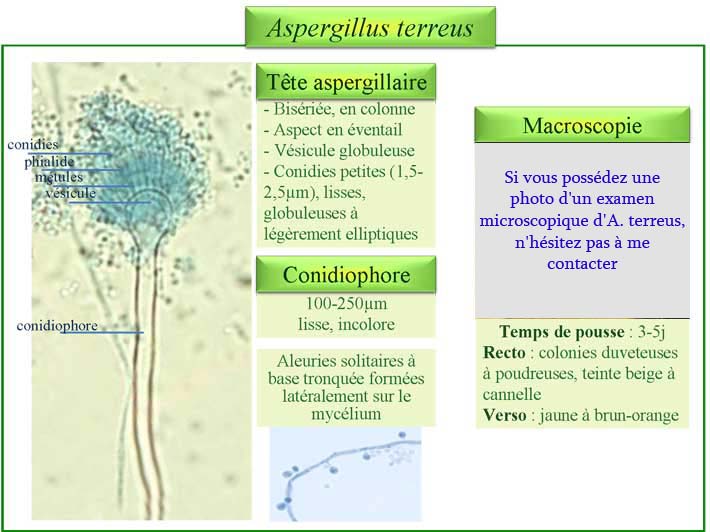 Aspergillus terreus
conidies
phialide
métules
vésicule
conidiophore
Tête aspergillaire
- Bisériée, en colonne
- Aspect en éventail
- Vésicule globuleuse
- Conidies petites (1,5-
2,5µm), lisses,
globuleuses à
légèrement elliptiques
Conidiophore
100-250µm
lisse, incolore
Aleuries solitaires à
base tronquée formées
latéralement sur le
mycélium
Macroscopie
Si vous possédez une
photo d'un examen
microscopique d'A. terreus,
n'hésitez pas à me
contacter
Temps de pousse : 3-5j
Recto : colonies duveteuses
à poudreuses, teinte beige à
cannelle
Verso : jaune à brun-orange